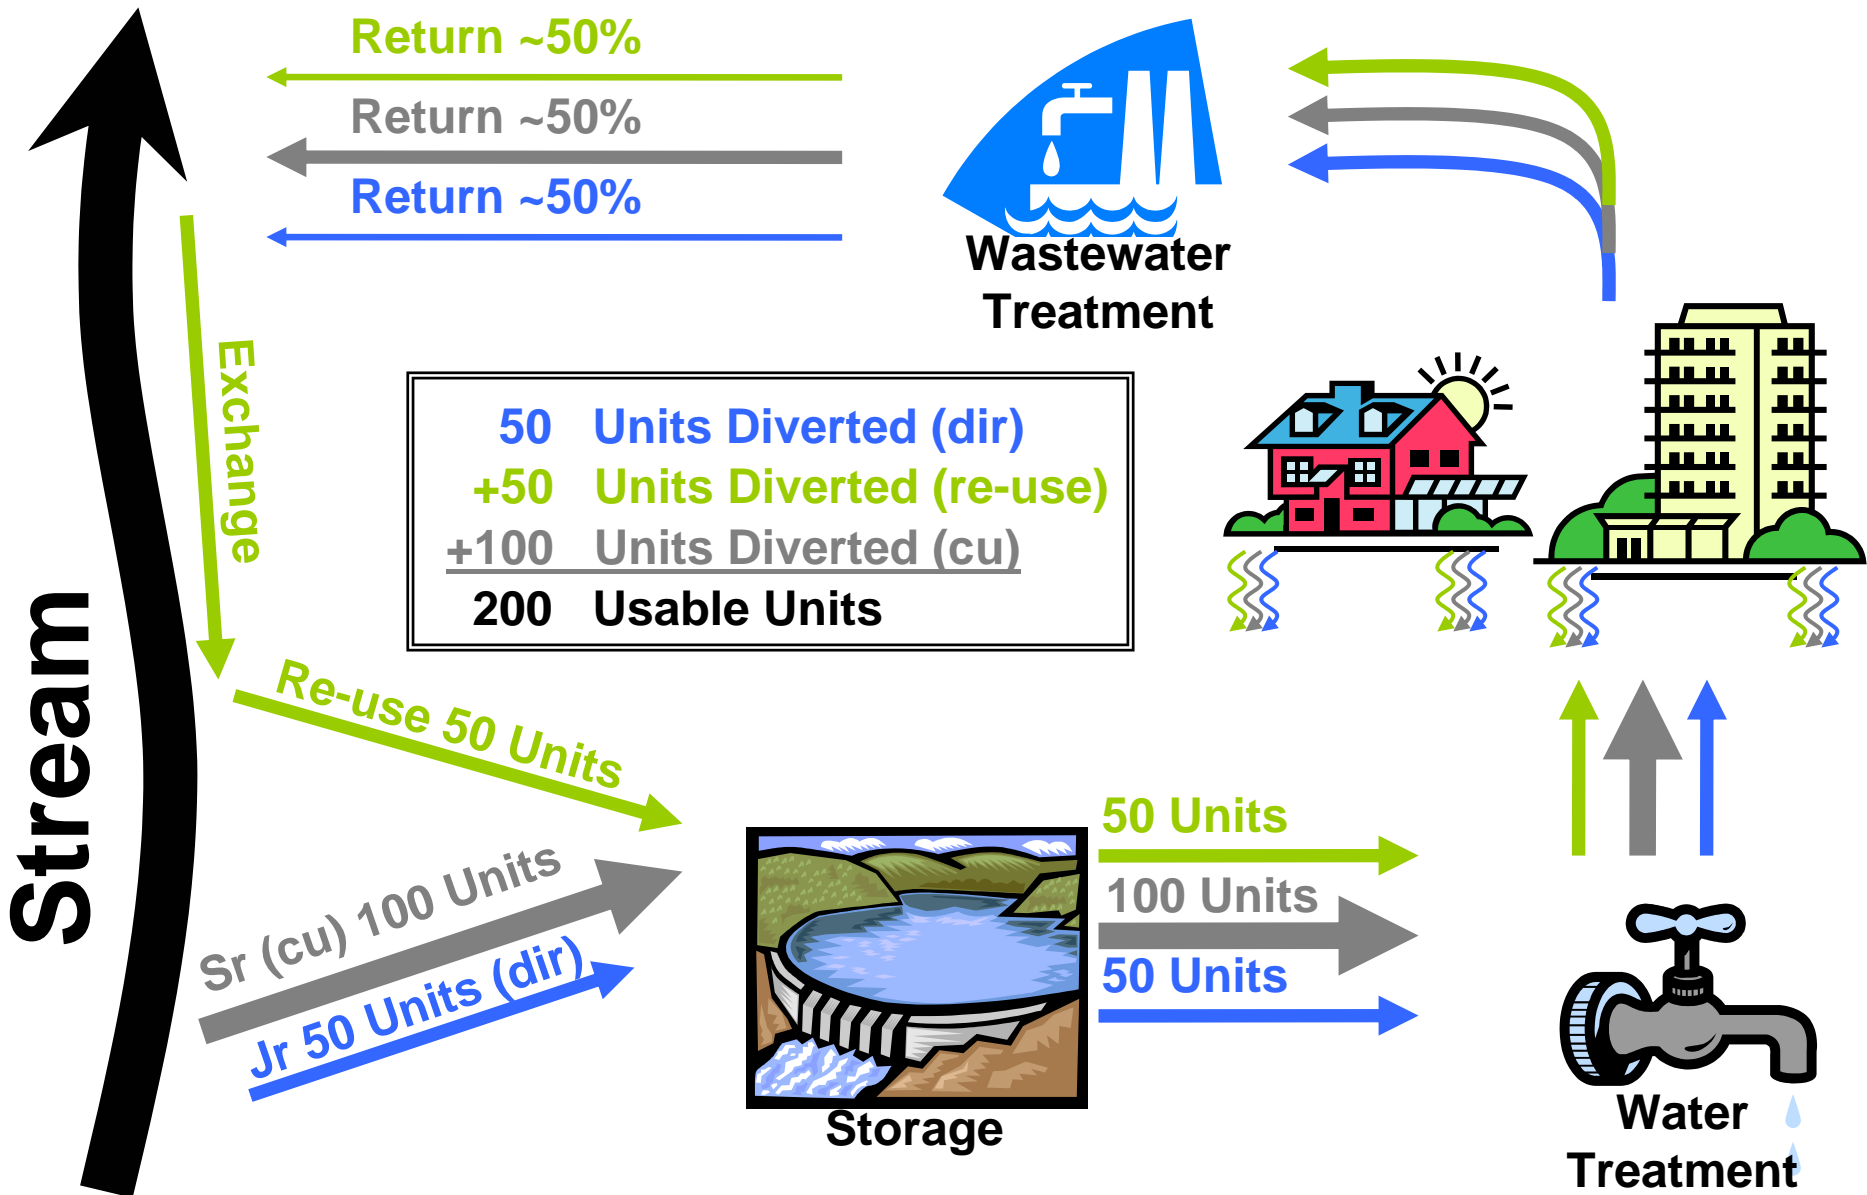 Return ~50%
Return ~50%
Return ~50%
Wastewater
Treatment
Exchange
50 Units Diverted (dir)
+50 Units Diverted (re-use)
+100 Units Diverted (cu)
200 Usable Units
Stream
Re-use 50 Units
Sr (cu) 100 Units
Jr 50 Units (dir)
50 Units
100 Units
50 Units
Storage
Water
Treatment